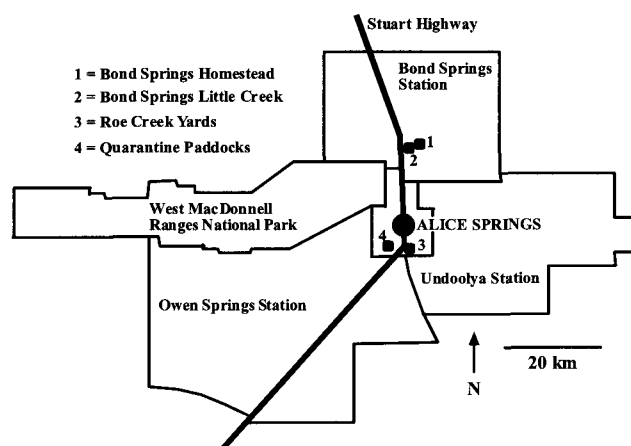 Stuart Highway
1 = Bond Springs Homestead
2 = Bond Springs Little Creek
3 = Roe Creek Yards
4 = Quarantine Paddocks
Bond Springs
Station
1
2
West MacDonnell
Ranges National Park
ALICE SPRINGS
4
3
Undoolya Station
Owen Springs Station
20 km
N